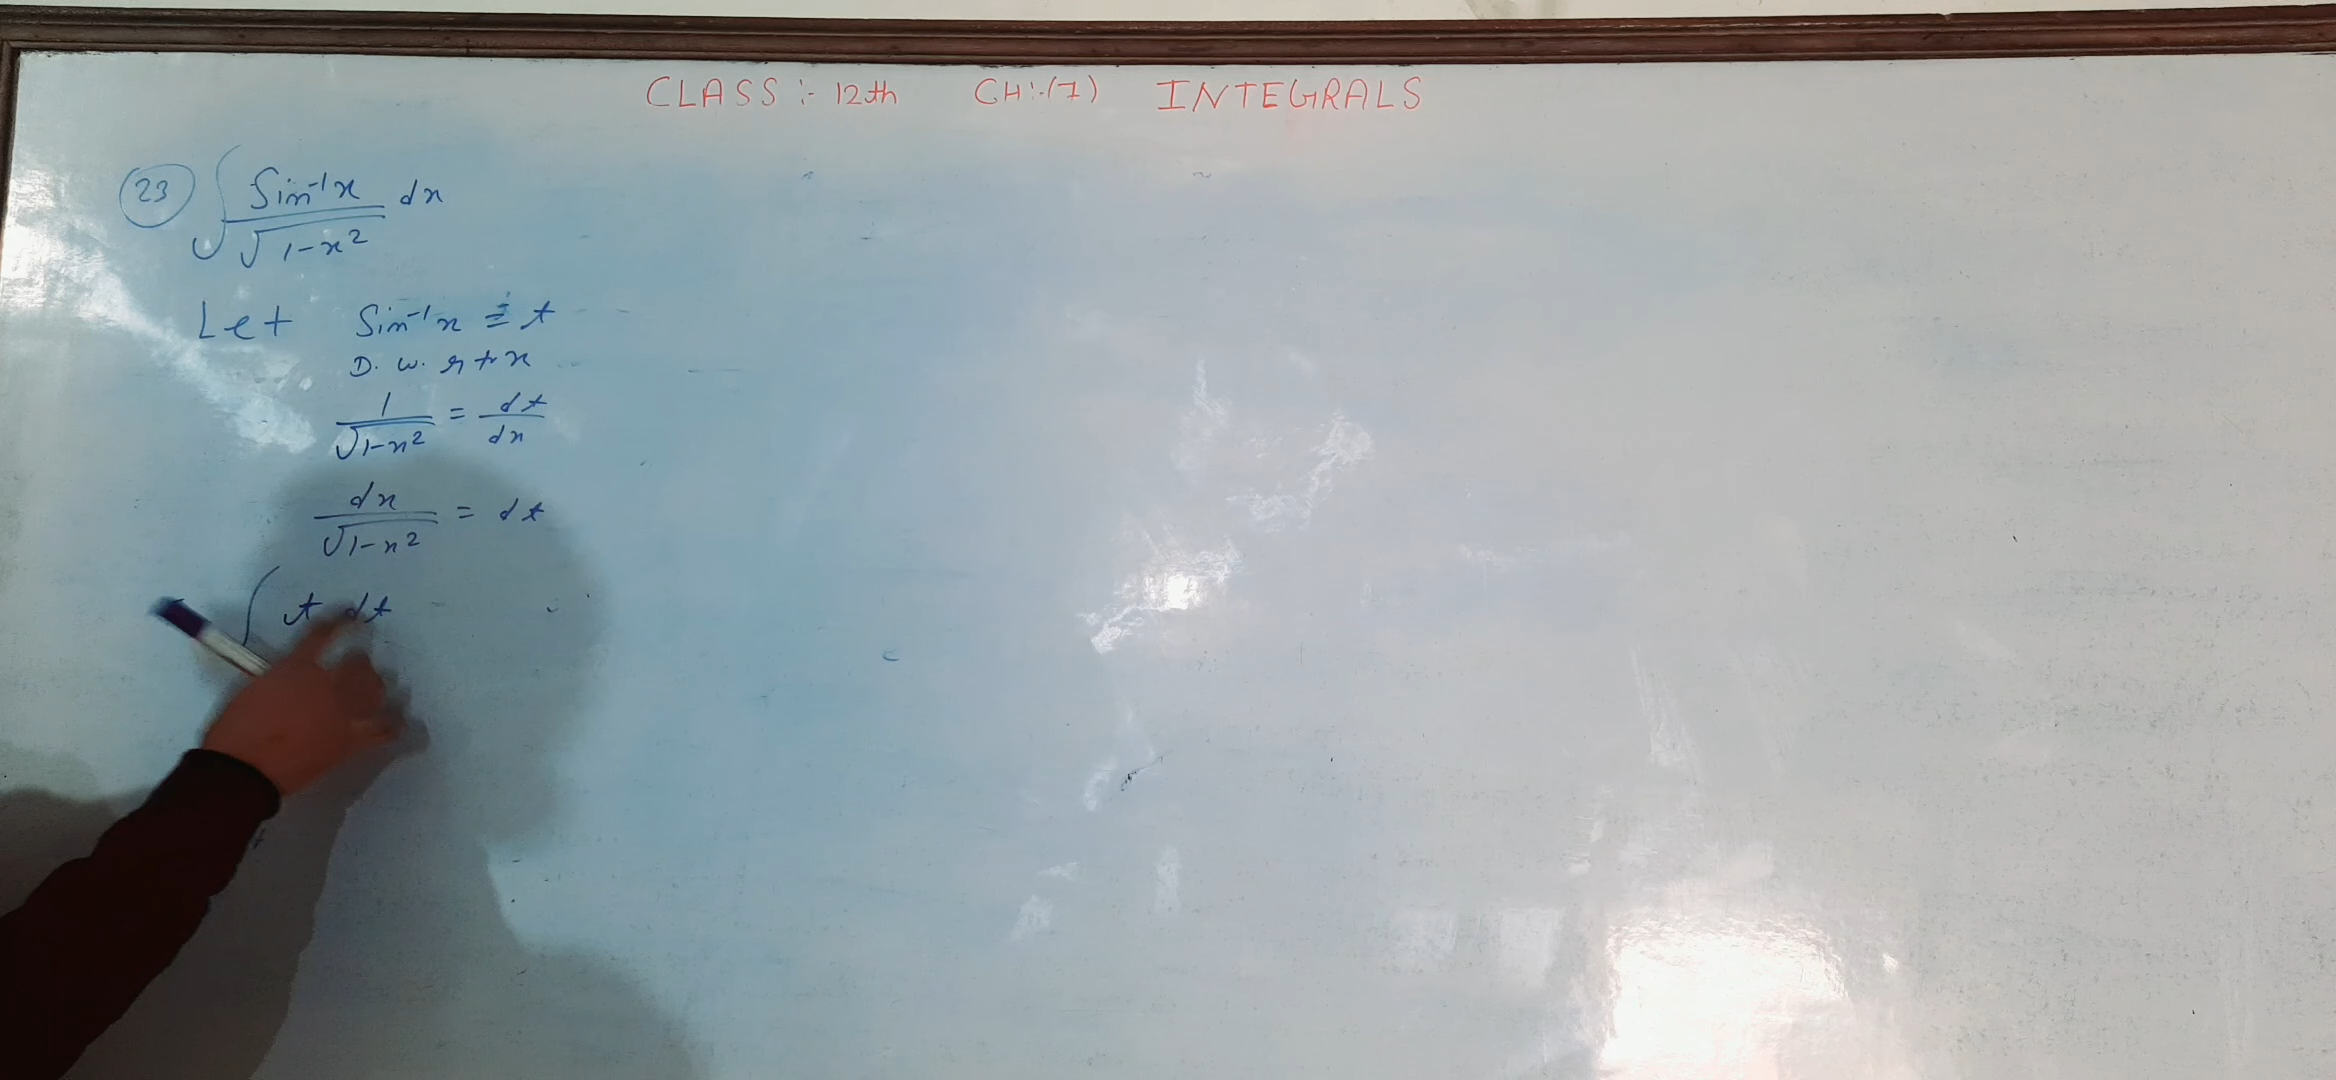 CLASS :- 12th CH:-(7) INTEGRALS
(23) ∫ Sin⁻¹x / √1-x² dx
Let Sin⁻¹x = t
D. w. r t x
1 / √1-x² = dt / dx
dx / √1-x² = dt
∫ t dt